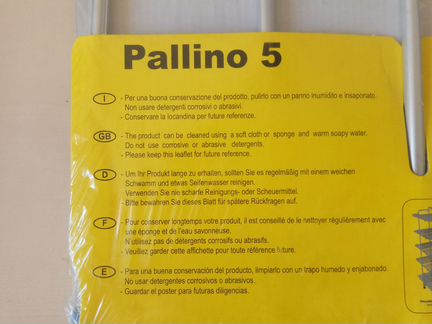 Pallino 5
I - Per una buona conservazione del prodotto, pulirlo con un panno inumidito e insaponato.
Non usare detergenti corrosivi o abrasivi.
- Conservare la locandina per future referenze.
GB - The product can be cleaned using a soft cloth or sponge and warm soapy water.
Do not use corrosive or abrasive detergents.
- Please keep this leaflet for future reference.
D - Um Ihr Produkt lange zu erhalten, sollten Sie es regelmäßig mit einem weichen
Schwamm und etwas Seifenwasser reinigen.
Verwenden Sie nie scharfe Reinigungs- oder Scheuermittel.
- Bitte bewahren Sie dieses Blatt für spätere Rückfragen auf.
F - Pour conserver longtemps votre produit, il est conseillé de le nettoyer régulièrement avec
une éponge et de l'eau savonneuse.
N'utilisez pas de détergents corrosifs ou abrasifs.
- Veuillez garder cette affichette pour toute référence future.
E - Para una buena conservación del producto, limpiarlo con un trapo humedo y enjabonado.
No usar detergentes corrosivos o abrasivos.
- Guardar el poster para futuras diligencias.